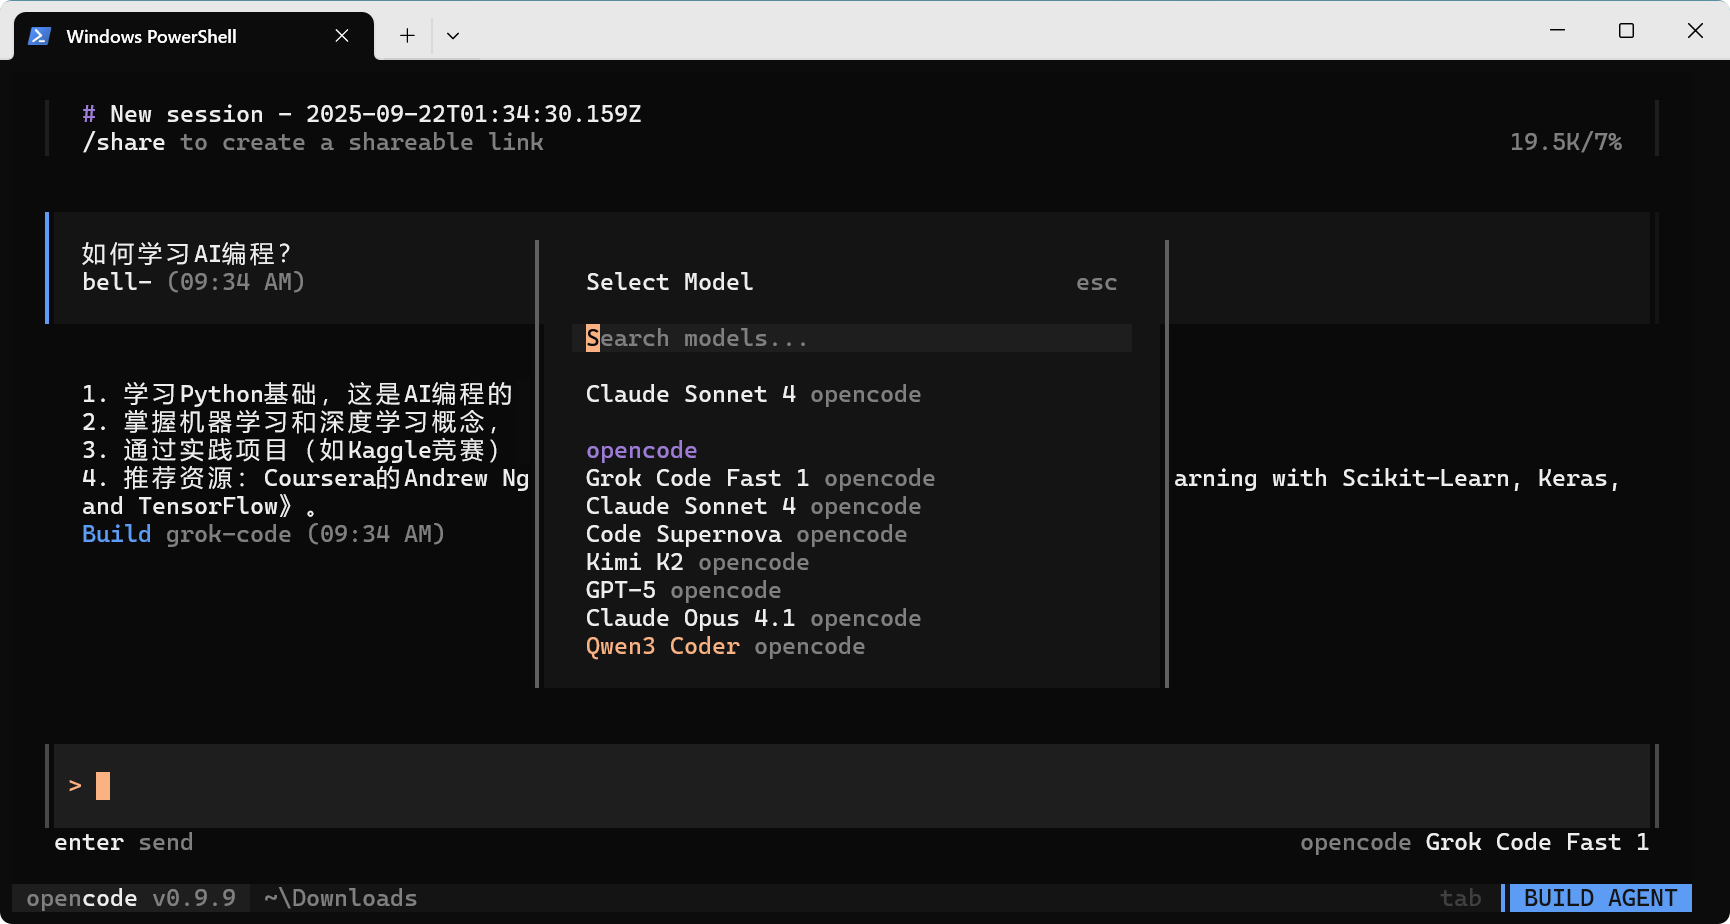 Windows PowerShell
# New session - 2025-09-22T01:34:30.159Z
/share to create a shareable link
19.5K/7%
如何学习AI编程？
bell- (09:34 AM)
1. 学习Python基础，这是AI编程的
2. 掌握机器学习和深度学习概念，
3. 通过实践项目（如Kaggle竞赛）
4. 推荐资源：Coursera的Andrew Ng
arning with Scikit-Learn, Keras,
and TensorFlow》。
Build grok-code (09:34 AM)
Select Model esc
Search models...
Claude Sonnet 4 opencode
opencode
Grok Code Fast 1 opencode
Claude Sonnet 4 opencode
Code Supernova opencode
Kimi K2 opencode
GPT-5 opencode
Claude Opus 4.1 opencode
Qwen3 Coder opencode
>
enter send
opencode Grok Code Fast 1
opencode v0.9.9 ~\Downloads
tab BUILD AGENT